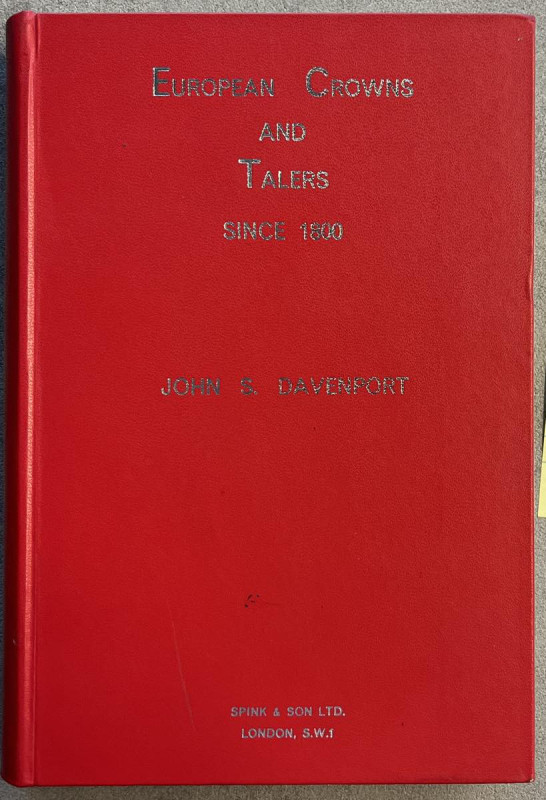 EUROPEAN CROWNS
AND
TALERS
SINCE 1800
JOHN S. DAVENPORT
SPINK & SON LTD.
LONDON, S.W.1